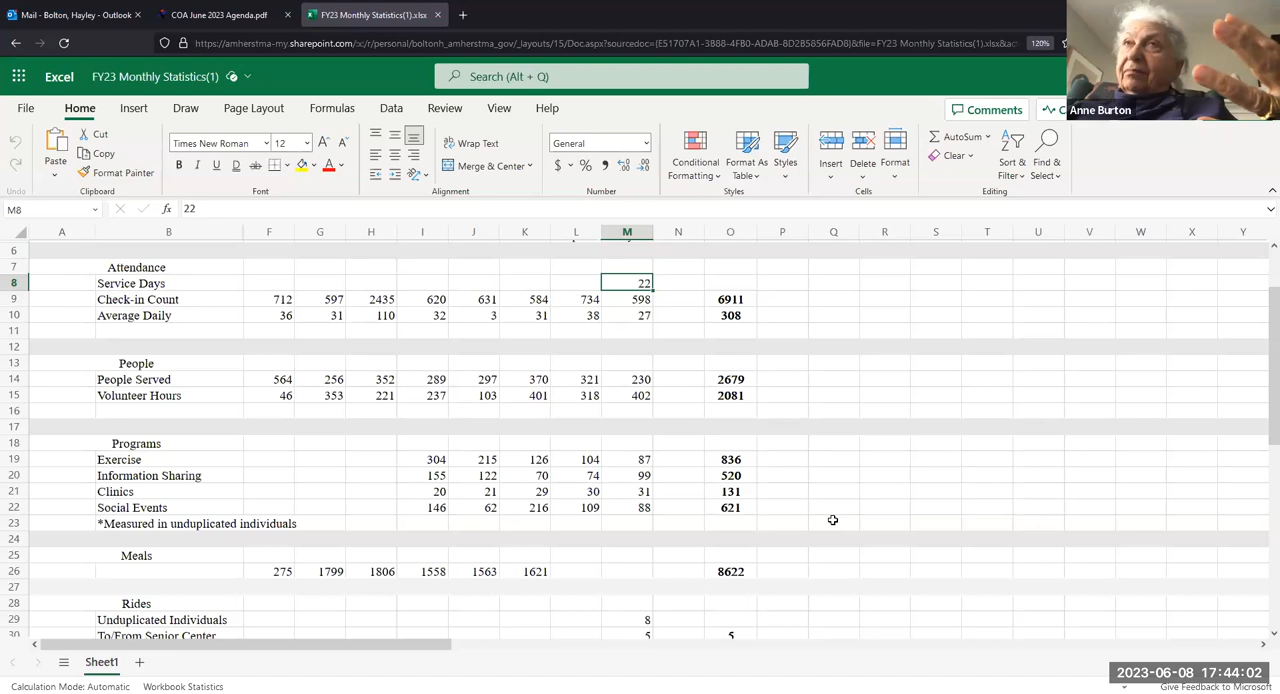 Mail - Bolton, Hayley - Outlook
COA June 2023 Agenda.pdf
FY23 Monthly Statistics(1).xlsx
https://amherstma-my.sharepoint.com/x/r/personal/boltonh_amherstma_gov/_layouts/15/Doc.aspx?sourcedoc={E51707A1-3B88-4FB0-ADAB-8D2B5856FAD8}&file=FY23 Monthly Statistics(1).xlsx&ac
120%
Excel
FY23 Monthly Statistics(1)
Search (Alt + Q)
Anne Burton
File Home Insert Draw Page Layout Formulas Data Review View Help
Comments
Cut
Copy
Format Painter
Paste
Times New Roman 12
Wrap Text
Merge & Center
General
Conditional Formatting
Format As Table
Styles
Insert Delete Format
AutoSum
Clear
Sort & Filter
Find & Select
Undo Clipboard Font Alignment Number Styles Cells Editing
M8 fx 22
A B F G H I J K L M N O P Q R S T U V W X Y
6
7 Attendance
8 Service Days 22
9 Check-in Count 712 597 2435 620 631 584 734 598 6911
10 Average Daily 36 31 110 32 3 31 38 27 308
11
12
13 People
14 People Served 564 256 352 289 297 370 321 230 2679
15 Volunteer Hours 46 353 221 237 103 401 318 402 2081
16
17
18 Programs
19 Exercise 304 215 126 104 87 836
20 Information Sharing 155 122 70 74 99 520
21 Clinics 20 21 29 30 31 131
22 Social Events 146 62 216 109 88 621
23 *Measured in unduplicated individuals
24
25 Meals
26 275 1799 1806 1558 1563 1621 8622
27
28 Rides
29 Unduplicated Individuals 8
30 To/From Senior Center 5 5
Sheet1
2023-06-08 17:44:02
Calculation Mode: Automatic Workbook Statistics
Give Feedback to Microsoft